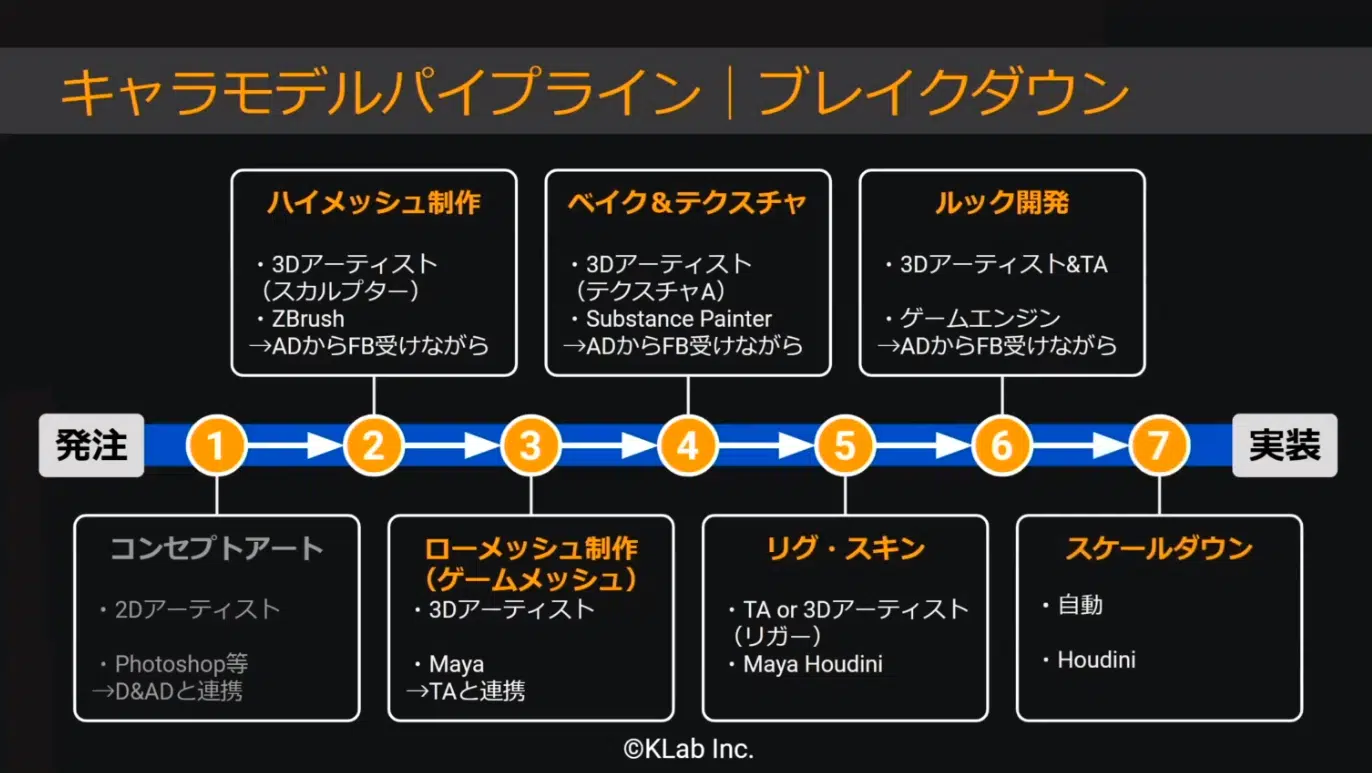 キャラモデルパイプライン｜ブレイクダウン
ハイメッシュ制作
・3Dアーティスト
（スカルプター）
・ZBrush
→ADからFB受けながら
ベイク＆テクスチャ
・3Dアーティスト
（テクスチャA）
・Substance Painter
→ADからFB受けながら
ルック開発
・3Dアーティスト&TA
・ゲームエンジン
→ADからFB受けながら
発注
1
2
3
4
5
6
7
実装
コンセプトアート
・2Dアーティスト
・Photoshop等
→D&ADと連携
ローメッシュ制作
（ゲームメッシュ）
・3Dアーティスト
・Maya
→TAと連携
リグ・スキン
・TA or 3Dアーティスト
（リガー）
・Maya Houdini
スケールダウン
・自動
・Houdini
©KLab Inc.